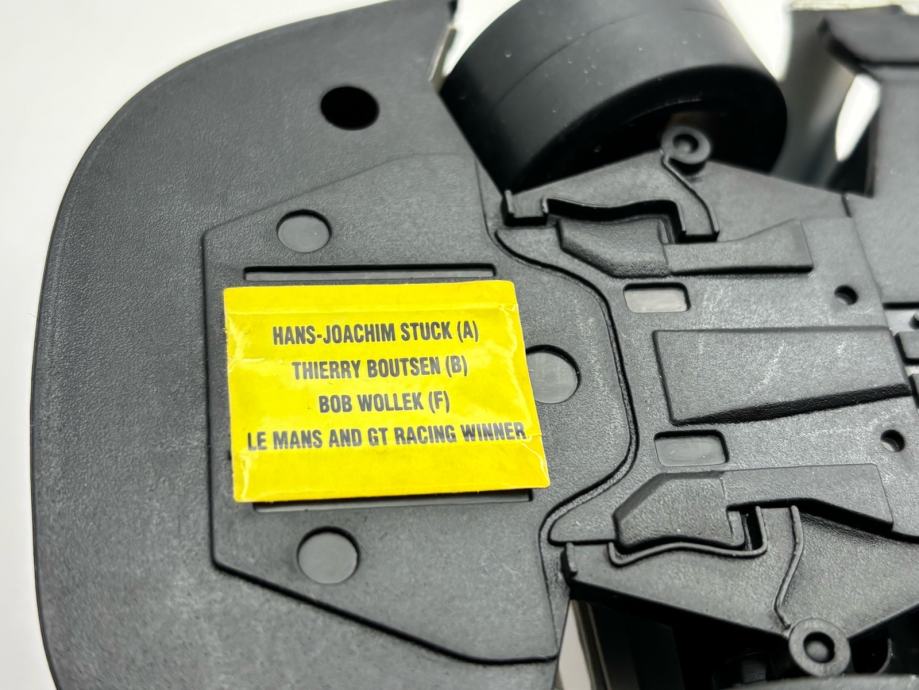 HANS-JOACHIM STUCK (A)
THIERRY BOUTSEN (B)
BOB WOLLEK (F)
LE MANS AND GT RACING WINNER